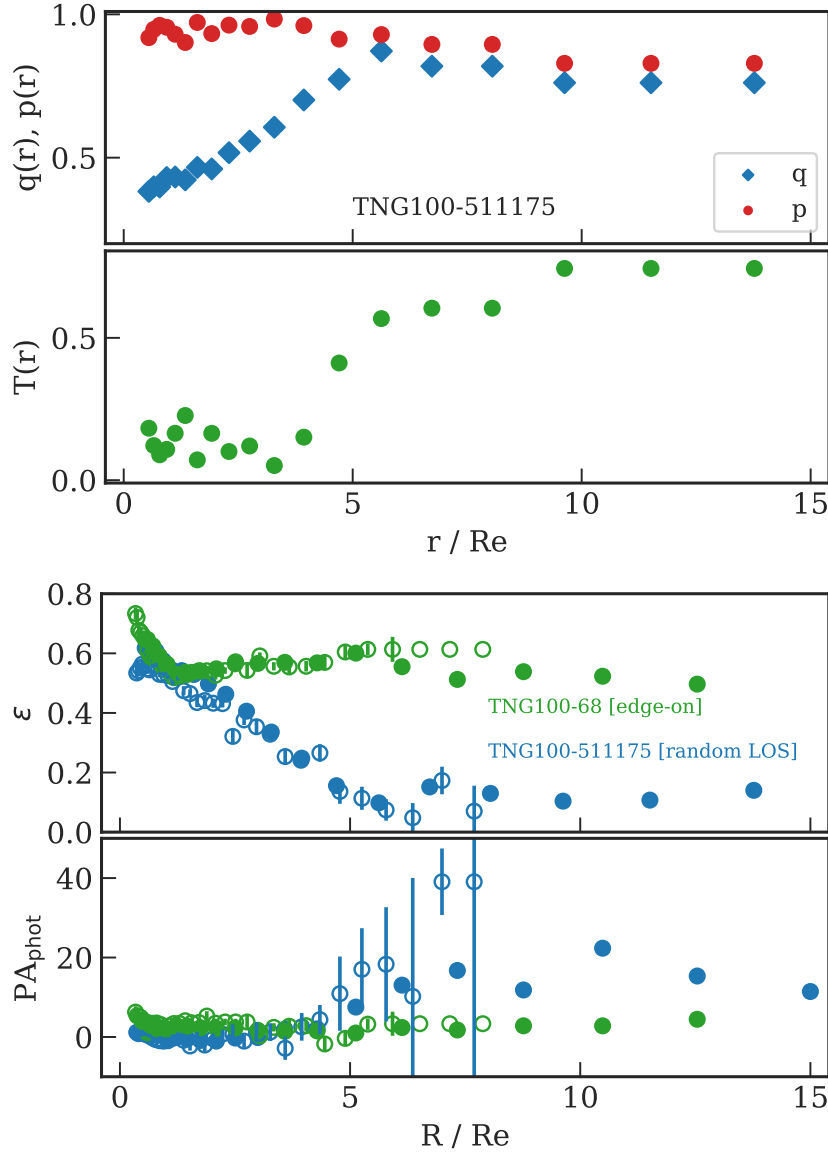 1.0
0.5
q(r), p(r)
TNG100-511175
q
p
0.5
0.0
T(r)
0
5
10
15
r / Re
0.8
0.6
0.4
0.2
0.0
ε
TNG100-68 [edge-on]
TNG100-511175 [random LOS]
40
20
0
PAphot
0
5
10
15
R / Re